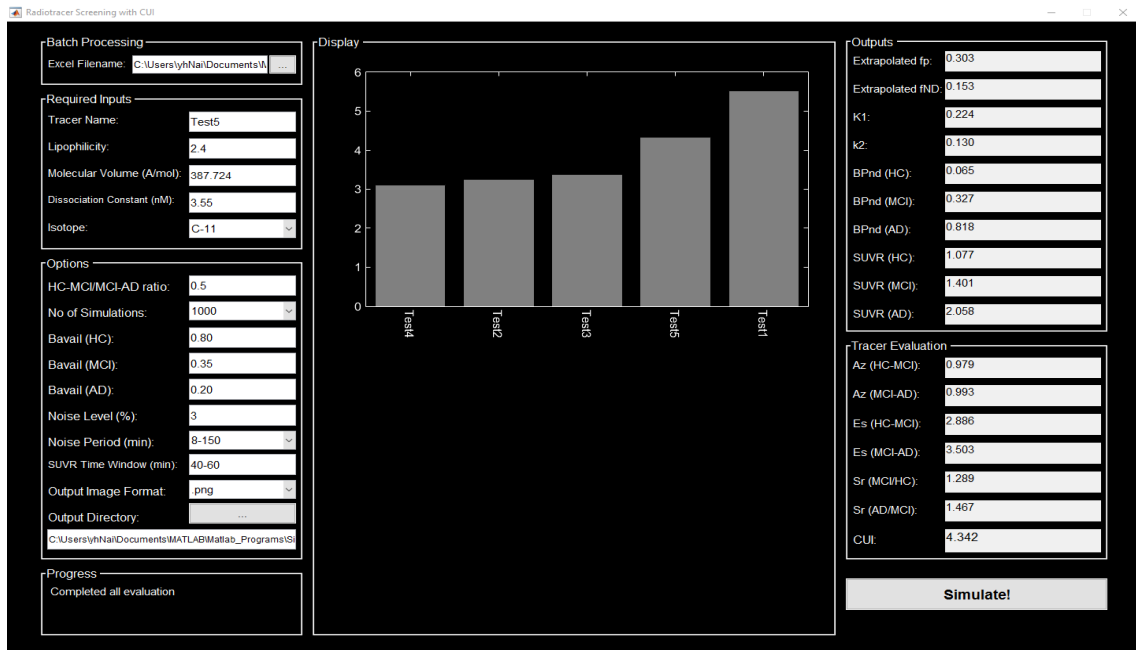 Radiotracer Screening with CUI
Batch Processing
Excel Filename: C:\Users\yhNai\Documents\M ...
Required Inputs
Tracer Name: Test5
Lipophilicity: 2.4
Molecular Volume (A/mol): 387.724
Dissociation Constant (nM): 3.55
Isotope: C-11
Options
HC-MCI/MCI-AD ratio: 0.5
No of Simulations: 1000
Bavail (HC): 0.80
Bavail (MCI): 0.35
Bavail (AD): 0.20
Noise Level (%): 3
Noise Period (min): 8-150
SUVR Time Window (min): 40-60
Output Image Format: .png
Output Directory: ...
C:\Users\yhNai\Documents\MATLAB\Matlab_Programs\Si
Progress
Completed all evaluation
Display
6
5
4
3
2
1
0
Test4
Test2
Test3
Test5
Test1
Outputs
Extrapolated fp: 0.303
Extrapolated fND: 0.153
K1: 0.224
k2: 0.130
BPnd (HC): 0.065
BPnd (MCI): 0.327
BPnd (AD): 0.818
SUVR (HC): 1.077
SUVR (MCI): 1.401
SUVR (AD): 2.058
Tracer Evaluation
Az (HC-MCI): 0.979
Az (MCI-AD): 0.993
Es (HC-MCI): 2.886
Es (MCI-AD): 3.503
Sr (MCI/HC): 1.289
Sr (AD/MCI): 1.467
CUI: 4.342
Simulate!